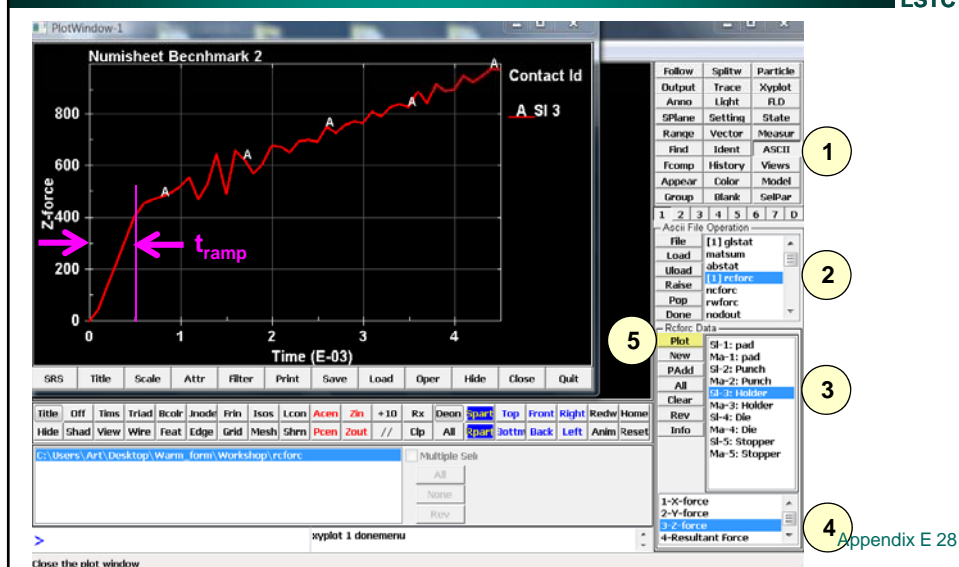 LSTC
PlotWindow-1
Numisheet Becnhmark 2
Contact Id
A SI 3
A
A
A
A
A
A
Z-force
800
600
400
200
0
t ramp
0 1 2 3 4
Time (E-03)
SRS Title Scale Attr Filter Print Save Load Oper Hide Close Quit
Title Off Tims Triad Bcolr Jnode Frin Isos Lcon Acen Zin +10 Rx Deon Spart Top Front Right Redw Home
Hide Shad View Wire Feat Edge Grid Mesh Shrn Pcen Zout // Clp All Rpart Bottm Back Left Anim Reset
C:\Users\Art\Desktop\Warm_form\Workshop\rcforc
Multiple Sele
All
None
Rev
>
xyplot 1 donemenu
Close the plot window
Follow Splitw Particle
Output Trace Xyplot
Anno Light FLD
SPlane Setting State
Range Vector Measur
Find Ident ASCII
Fcomp History Views
Appear Color Model
Group Blank SelPar
1 2 3 4 5 6 7 D
Ascii File Operation
File
Load
Uload
Raise
Pop
Done
[1] glstat
matsum
abstat
[1] rcforc
ncforc
rwforc
nodout
Rcforc Data
Plot
New
PAdd
All
Clear
Rev
Info
Sl-1: pad
Ma-1: pad
Sl-2: Punch
Ma-2: Punch
Sl-3: Holder
Ma-3: Holder
Sl-4: Die
Ma-4: Die
Sl-5: Stopper
Ma-5: Stopper
1-X-force
2-Y-force
3-Z-force
4-Resultant Force
1
2
3
4
5
Appendix E 28